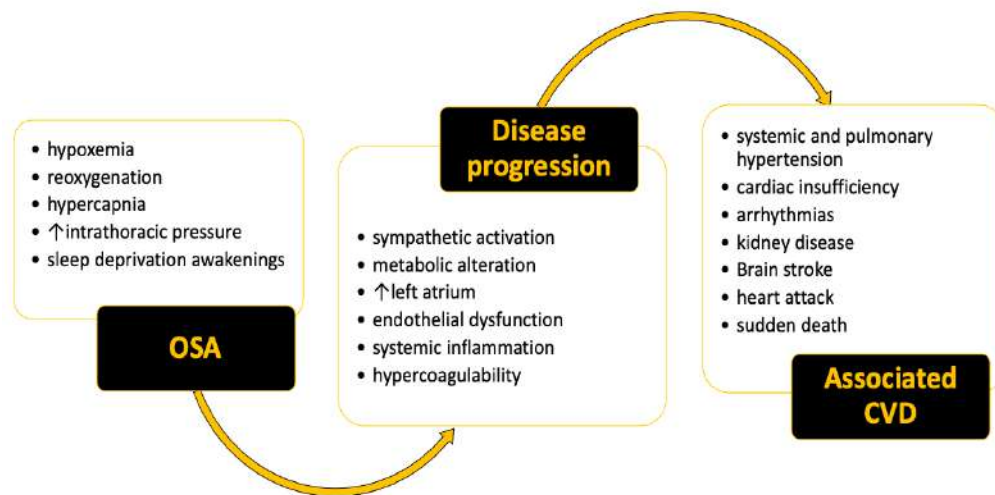 • hypoxemia
• reoxygenation
• hypercapnia
• ↑intrathoracic pressure
• sleep deprivation awakenings
OSA
Disease
progression
• sympathetic activation
• metabolic alteration
• ↑left atrium
• endothelial dysfunction
• systemic inflammation
• hypercoagulability
• systemic and pulmonary
hypertension
• cardiac insufficiency
• arrhythmias
• kidney disease
• Brain stroke
• heart attack
• sudden death
Associated
CVD